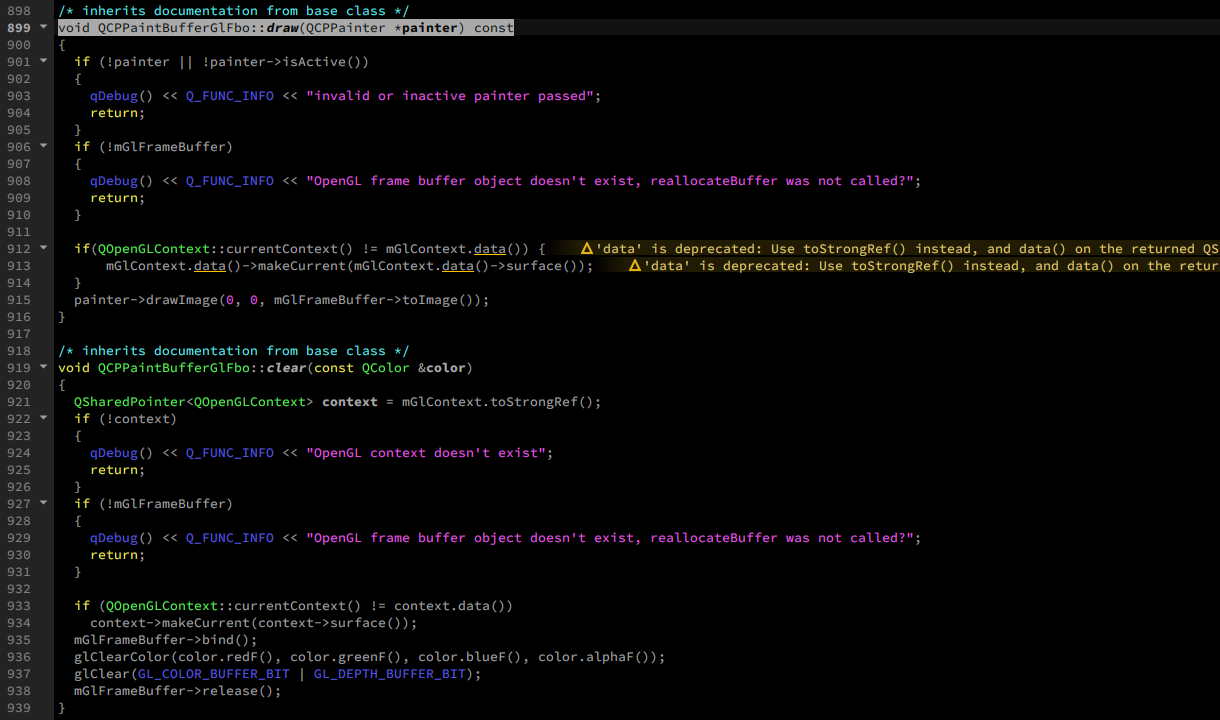 898 /* inherits documentation from base class */
899 void QCPPaintBufferGlFbo::draw(QCPPainter *painter) const
900 {
901   if (!painter || !painter->isActive())
902   {
903     qDebug() << Q_FUNC_INFO << "invalid or inactive painter passed";
904     return;
905   }
906   if (!mGlFrameBuffer)
907   {
908     qDebug() << Q_FUNC_INFO << "OpenGL frame buffer object doesn't exist, reallocateBuffer was not called?";
909     return;
910   }
911
912   if(QOpenGLContext::currentContext() != mGlContext.data()) { 'data' is deprecated: Use toStrongRef() instead, and data() on the returned QS
913       mGlContext.data()->makeCurrent(mGlContext.data()->surface()); 'data' is deprecated: Use toStrongRef() instead, and data() on the retur
914   }
915   painter->drawImage(0, 0, mGlFrameBuffer->toImage());
916 }
917
918 /* inherits documentation from base class */
919 void QCPPaintBufferGlFbo::clear(const QColor &color)
920 {
921   QSharedPointer<QOpenGLContext> context = mGlContext.toStrongRef();
922   if (!context)
923   {
924     qDebug() << Q_FUNC_INFO << "OpenGL context doesn't exist";
925     return;
926   }
927   if (!mGlFrameBuffer)
928   {
929     qDebug() << Q_FUNC_INFO << "OpenGL frame buffer object doesn't exist, reallocateBuffer was not called?";
930     return;
931   }
932
933   if (QOpenGLContext::currentContext() != context.data())
934     context->makeCurrent(context->surface());
935   mGlFrameBuffer->bind();
936   glClearColor(color.redF(), color.greenF(), color.blueF(), color.alphaF());
937   glClear(GL_COLOR_BUFFER_BIT | GL_DEPTH_BUFFER_BIT);
938   mGlFrameBuffer->release();
939 }